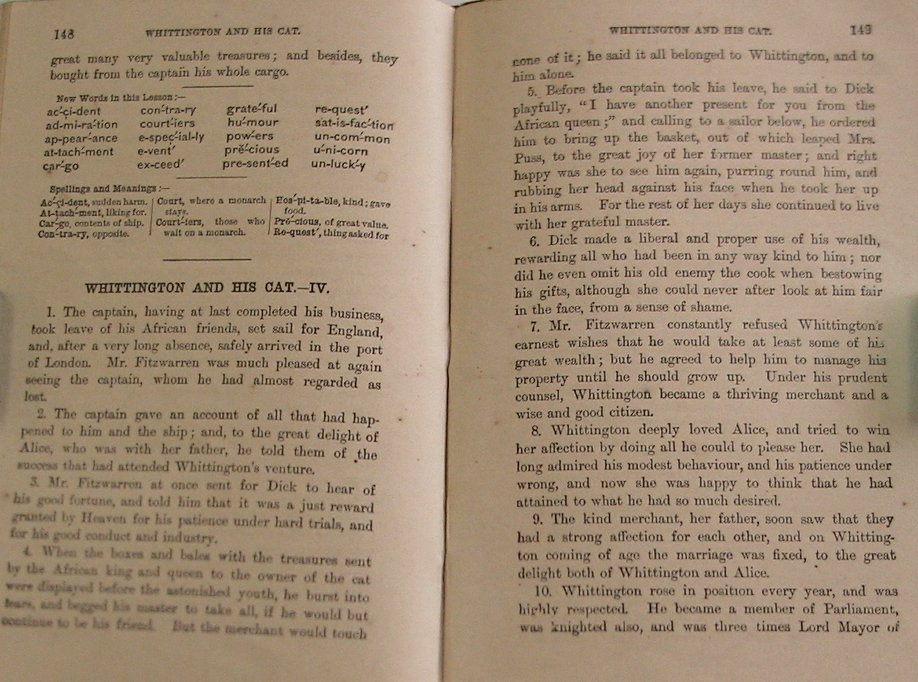 148 WHITTINGTON AND HIS CAT.
great many very valuable treasures; and besides, they
bought from the captain his whole cargo.
New Words in this Lesson:—
ac´-çi-dent con´-tra-ry grate´-ful re-quest´
ad-mi-ra´-tion court´-iers hu´-mour sat-is-fac´-tion
ap-pear´-ance e-spec´-ial-ly pow´-ers un-com´-mon
at-tach´-ment e-vent´ prĕ´-cious u´-ni-corn
car´-go ex-ceed´ pre-sent´-ed un-luck´-y
Spellings and Meanings:—
Ac´-çi-dent, sudden harm.
At-tach´-ment, liking for.
Car´-go, contents of ship.
Con´-tra-ry, opposite.
Court, where a monarch
stays.
Court´-iers, those who
wait on a monarch.
Hos´-pi-ta-ble, kind; gave
food.
Prĕ´-cious, of great value.
Re-quest´, thing asked for
WHITTINGTON AND HIS CAT.—IV.
1. The captain, having at last completed his business,
took leave of his African friends, set sail for England,
and, after a very long absence, safely arrived in the port
of London. Mr. Fitzwarren was much pleased at again
seeing the captain, whom he had almost regarded as
lost.
2. The captain gave an account of all that had hap-
pened to him and the ship; and, to the great delight of
Alice, who was with her father, he told them of the
success that had attended Whittington's venture.
3. Mr. Fitzwarren at once sent for Dick to hear of
his good fortune, and told him that it was a just reward
granted by Heaven for his patience under hard trials, and
for his good conduct and industry.
4. When the boxes and bales with the treasures sent
by the African king and queen to the owner of the cat
were displayed before the astonished youth, he burst into
tears, and begged his master to take all, if he would but
continue to be his friend. But the merchant would touch
WHITTINGTON AND HIS CAT. 149
none of it; he said it all belonged to Whittington, and to
him alone.
5. Before the captain took his leave, he said to Dick
playfully, "I have another present for you from the
African queen;" and calling to a sailor below, he ordered
him to bring up the basket, out of which leaped Mrs.
Puss, to the great joy of her former master; and right
happy was she to see him again, purring round him, and
rubbing her head against his face when he took her up
in his arms. For the rest of her days she continued to live
with her grateful master.
6. Dick made a liberal and proper use of his wealth,
rewarding all who had been in any way kind to him; nor
did he even omit his old enemy the cook when bestowing
his gifts, although she could never after look at him fair
in the face, from a sense of shame.
7. Mr. Fitzwarren constantly refused Whittington's
earnest wishes that he would take at least some of his
great wealth; but he agreed to help him to manage his
property until he should grow up. Under his prudent
counsel, Whittington became a thriving merchant and a
wise and good citizen.
8. Whittington deeply loved Alice, and tried to win
her affection by doing all he could to please her. She had
long admired his modest behaviour, and his patience under
wrong, and now she was happy to think that he had
attained to what he had so much desired.
9. The kind merchant, her father, soon saw that they
had a strong affection for each other, and on Whitting-
ton coming of age the marriage was fixed, to the great
delight both of Whittington and Alice.
10. Whittington rose in position every year, and was
highly respected. He became a member of Parliament,
was knighted also, and was three times Lord Mayor of